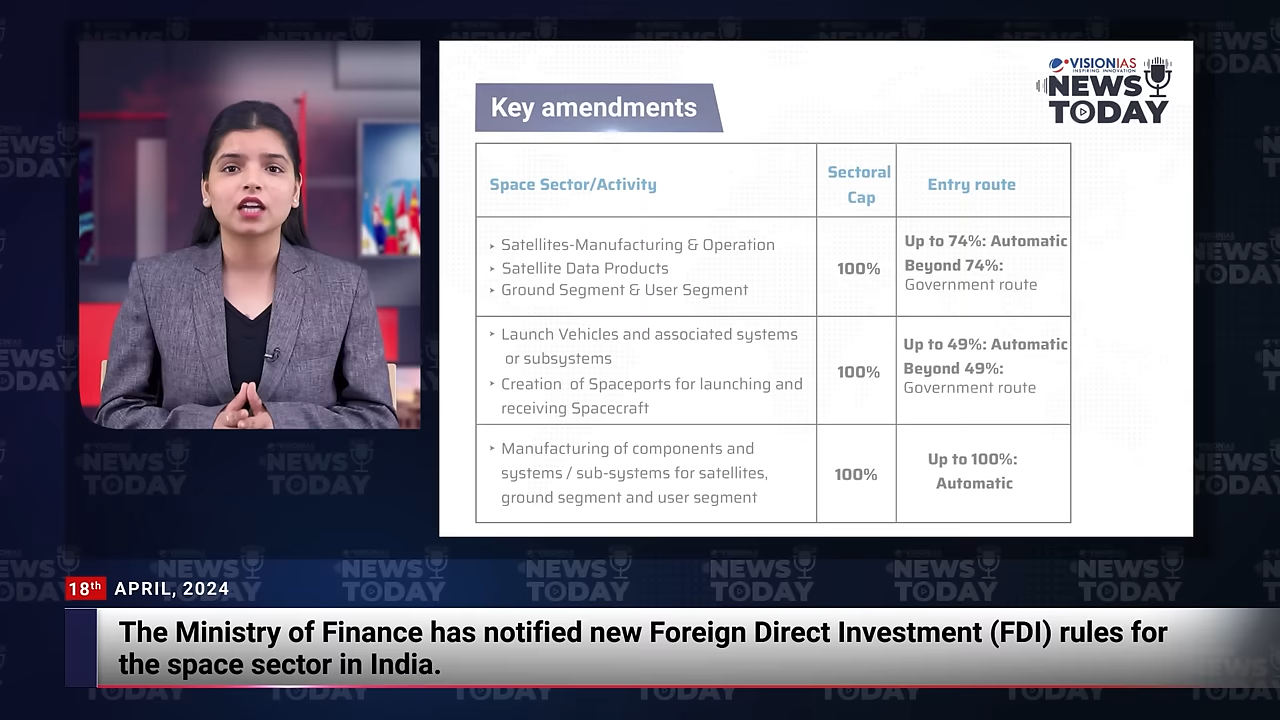 VISIONIAS
INSPIRING INNOVATION
NEWS
TODAY
Key amendments
Space Sector/Activity
Sectoral
Cap
Entry route
Satellites-Manufacturing & Operation
Satellite Data Products
Ground Segment & User Segment
100%
Up to 74%: Automatic
Beyond 74%:
Government route
Launch Vehicles and associated systems
or subsystems
Creation of Spaceports for launching and
receiving Spacecraft
100%
Up to 49%: Automatic
Beyond 49%:
Government route
Manufacturing of components and
systems / sub-systems for satellites,
ground segment and user segment
100%
Up to 100%:
Automatic
18th APRIL, 2024
The Ministry of Finance has notified new Foreign Direct Investment (FDI) rules for
the space sector in India.